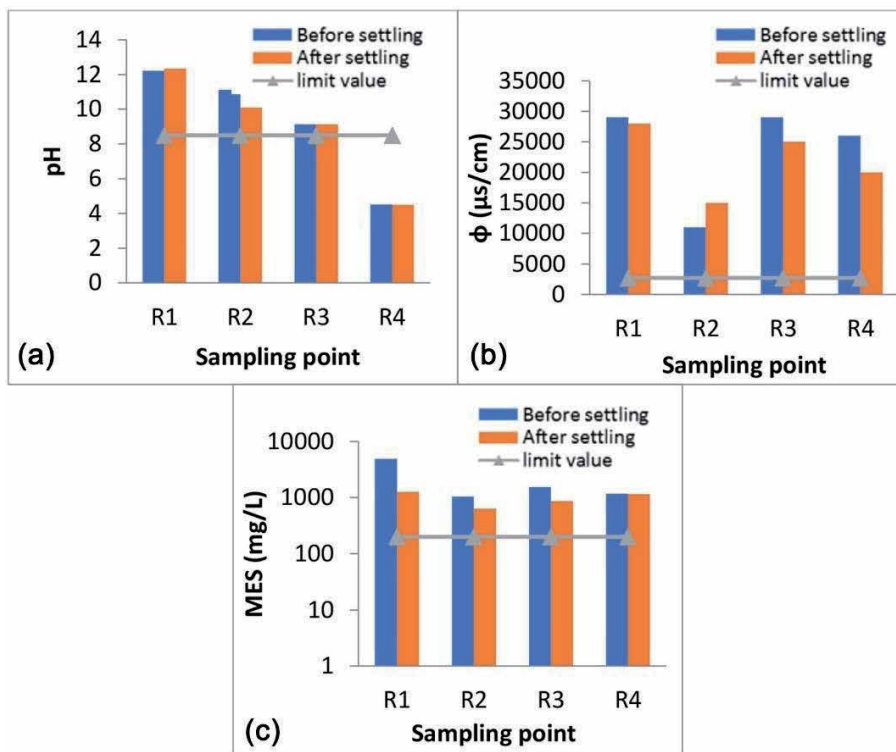 Before settling
After settling
limit value
14
12
10
8
6
4
2
0
pH
R1 R2 R3 R4
(a)
Sampling point
Before settling
After settling
limit value
35000
30000
25000
20000
15000
10000
5000
0
ϕ (µs/cm)
R1 R2 R3 R4
(b)
Sampling point
Before settling
After settling
limit value
10000
1000
100
10
1
MES (mg/L)
R1 R2 R3 R4
(c)
Sampling point